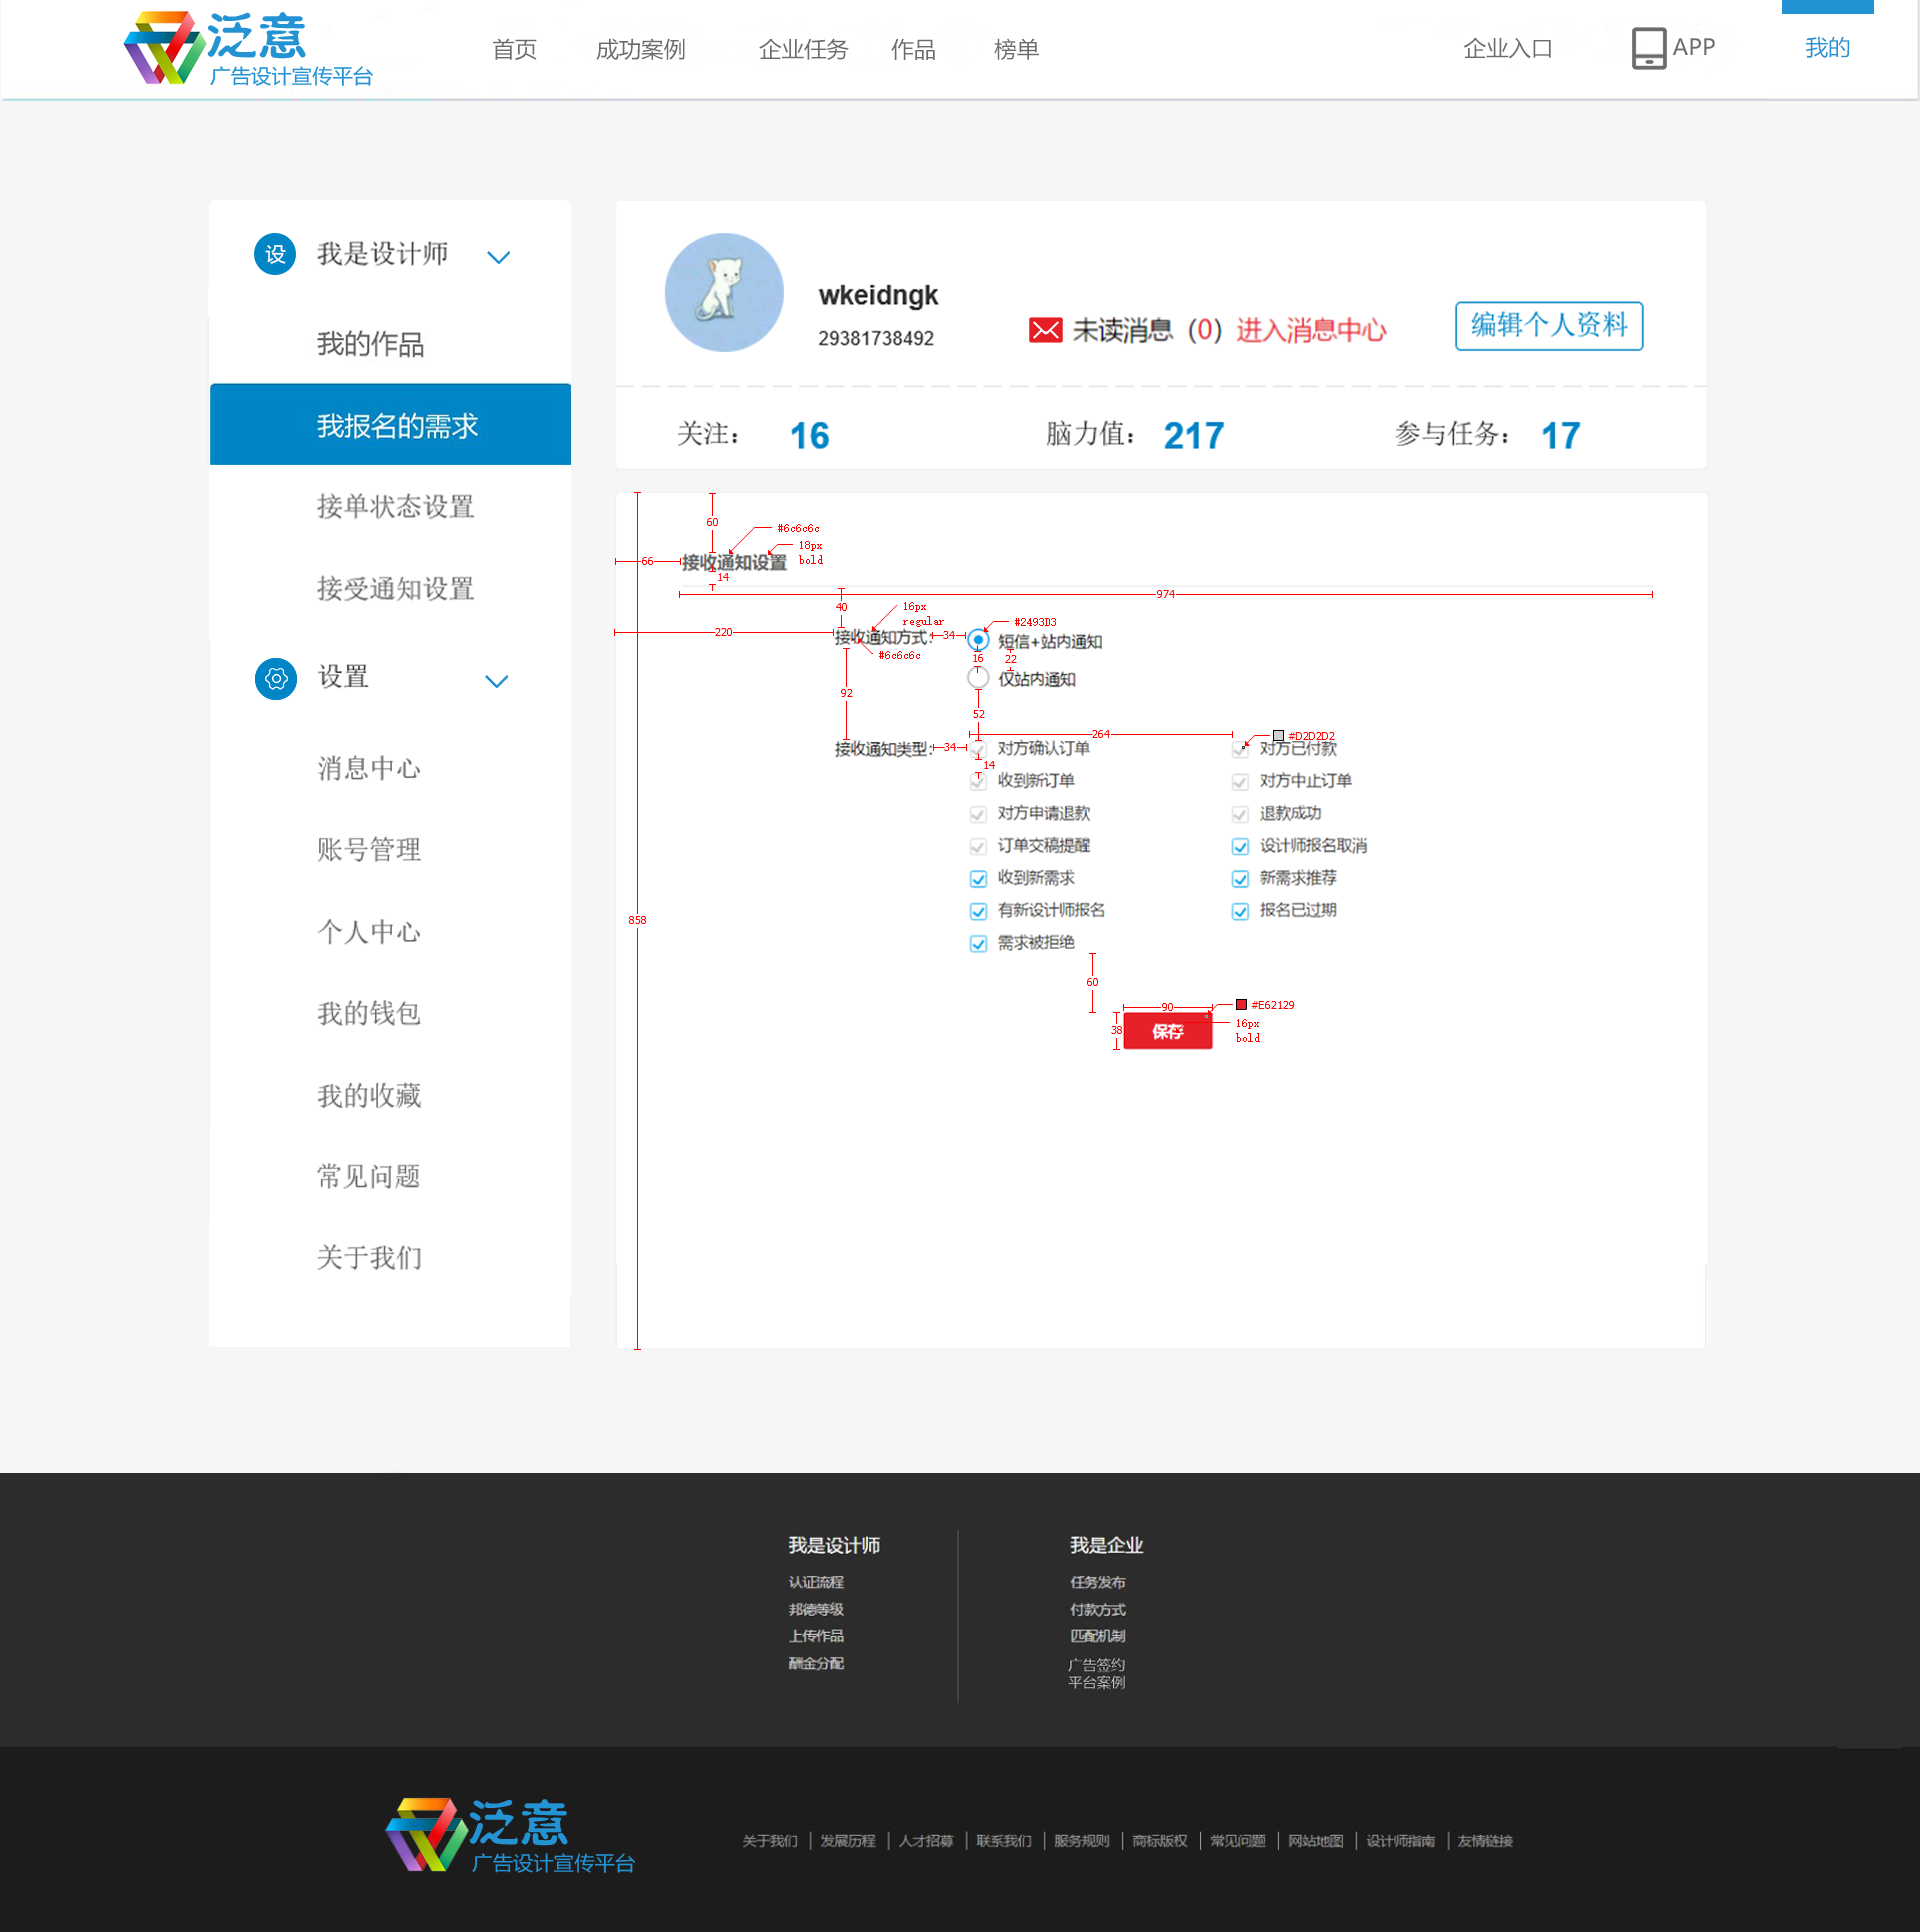 泛意
广告设计宣传平台
首页 成功案例 企业任务 作品 榜单 企业入口 APP 我的
设 我是设计师
我的作品
我报名的需求
接单状态设置
接受通知设置
设置
消息中心
账号管理
个人中心
我的钱包
我的收藏
常见问题
关于我们
wkeidngk
29381738492
未读消息（0）进入消息中心
编辑个人资料
关注： 16 脑力值： 217 参与任务： 17
60
#6c6c6c
18px
bold
66
接收通知设置
14
974
40
16px
regular
220
接收通知方式:
34
#2493D3
短信+站内通知
#6c6c6c
16
22
仅站内通知
92
52
264
#D2D2D2
接收通知类型:
34
对方确认订单 对方已付款
14
收到新订单 对方中止订单
对方申请退款 退款成功
订单交稿提醒 设计师报名取消
收到新需求 新需求推荐
有新设计师报名 报名已过期
需求被拒绝
858
60
90
#E62129
38
保存
16px
bold
我是设计师
认证流程
邦德等级
上传作品
酬金分配
我是企业
任务发布
付款方式
匹配机制
广告签约
平台案例
泛意
广告设计宣传平台
关于我们 | 发展历程 | 人才招募 | 联系我们 | 服务规则 | 商标版权 | 常见问题 | 网站地图 | 设计师指南 | 友情链接